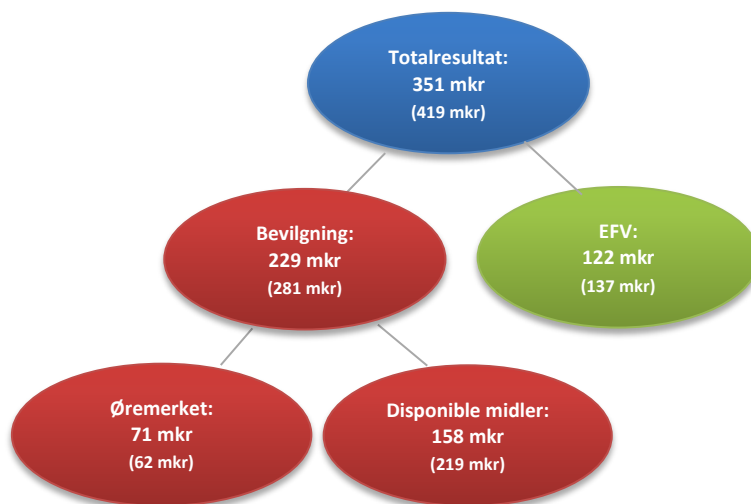 Totalresultat:
351 mkr
(419 mkr)
Bevilgning:
229 mkr
(281 mkr)
EFV:
122 mkr
(137 mkr)
Øremerket:
71 mkr
(62 mkr)
Disponible midler:
158 mkr
(219 mkr)